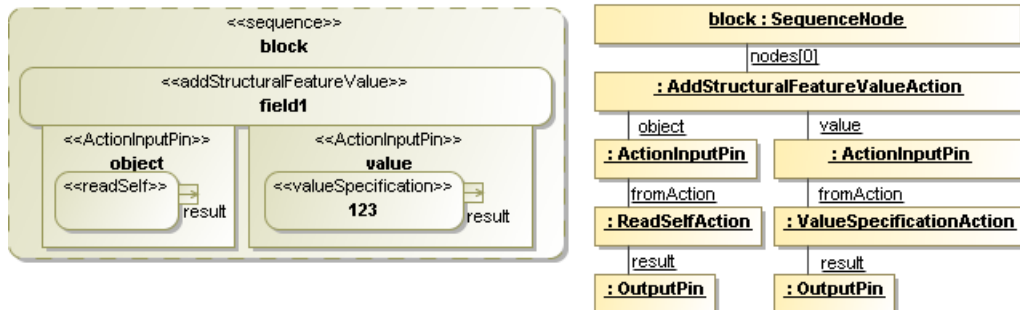 <<sequence>>
block
<<addStructuralFeatureValue>>
field1
<<ActionInputPin>>
object
<<readSelf>>
result
<<ActionInputPin>>
value
<<valueSpecification>>
123
result
block : SequenceNode
nodes[0]
: AddStructuralFeatureValueAction
object
value
: ActionInputPin
: ActionInputPin
fromAction
fromAction
: ReadSelfAction
: ValueSpecificationAction
result
result
: OutputPin
: OutputPin